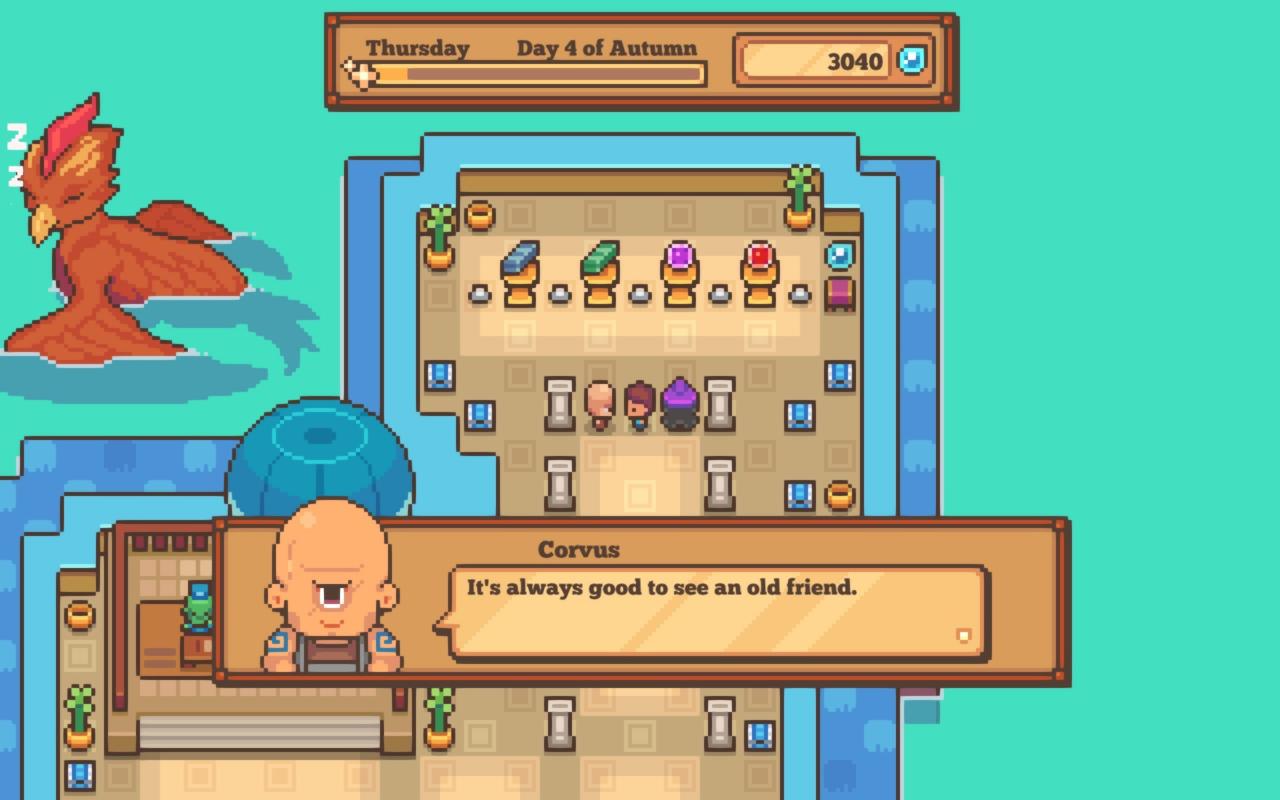 Thursday Day 4 of Autumn
3040
Z
z
Corvus
It's always good to see an old friend.